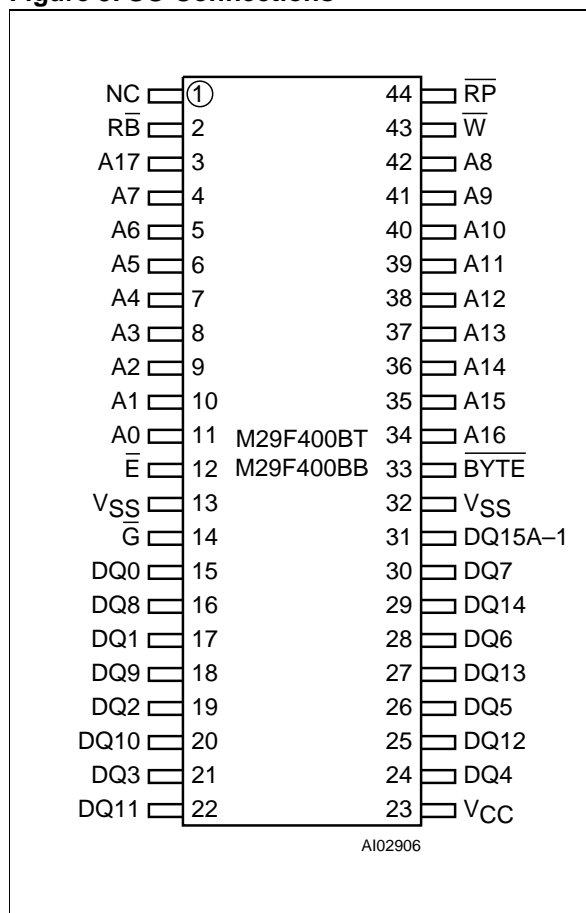 Figure 3. SO Connections
NC 1 44 R̅P̅
RB̅ 2 43 W̅
A17 3 42 A8
A7 4 41 A9
A6 5 40 A10
A5 6 39 A11
A4 7 38 A12
A3 8 37 A13
A2 9 36 A14
A1 10 35 A15
A0 11 M29F400BT 34 A16
E̅ 12 M29F400BB 33 B̅Y̅T̅E̅
VSS 13 32 VSS
G̅ 14 31 DQ15A–1
DQ0 15 30 DQ7
DQ8 16 29 DQ14
DQ1 17 28 DQ6
DQ9 18 27 DQ13
DQ2 19 26 DQ5
DQ10 20 25 DQ12
DQ3 21 24 DQ4
DQ11 22 23 VCC
AI02906